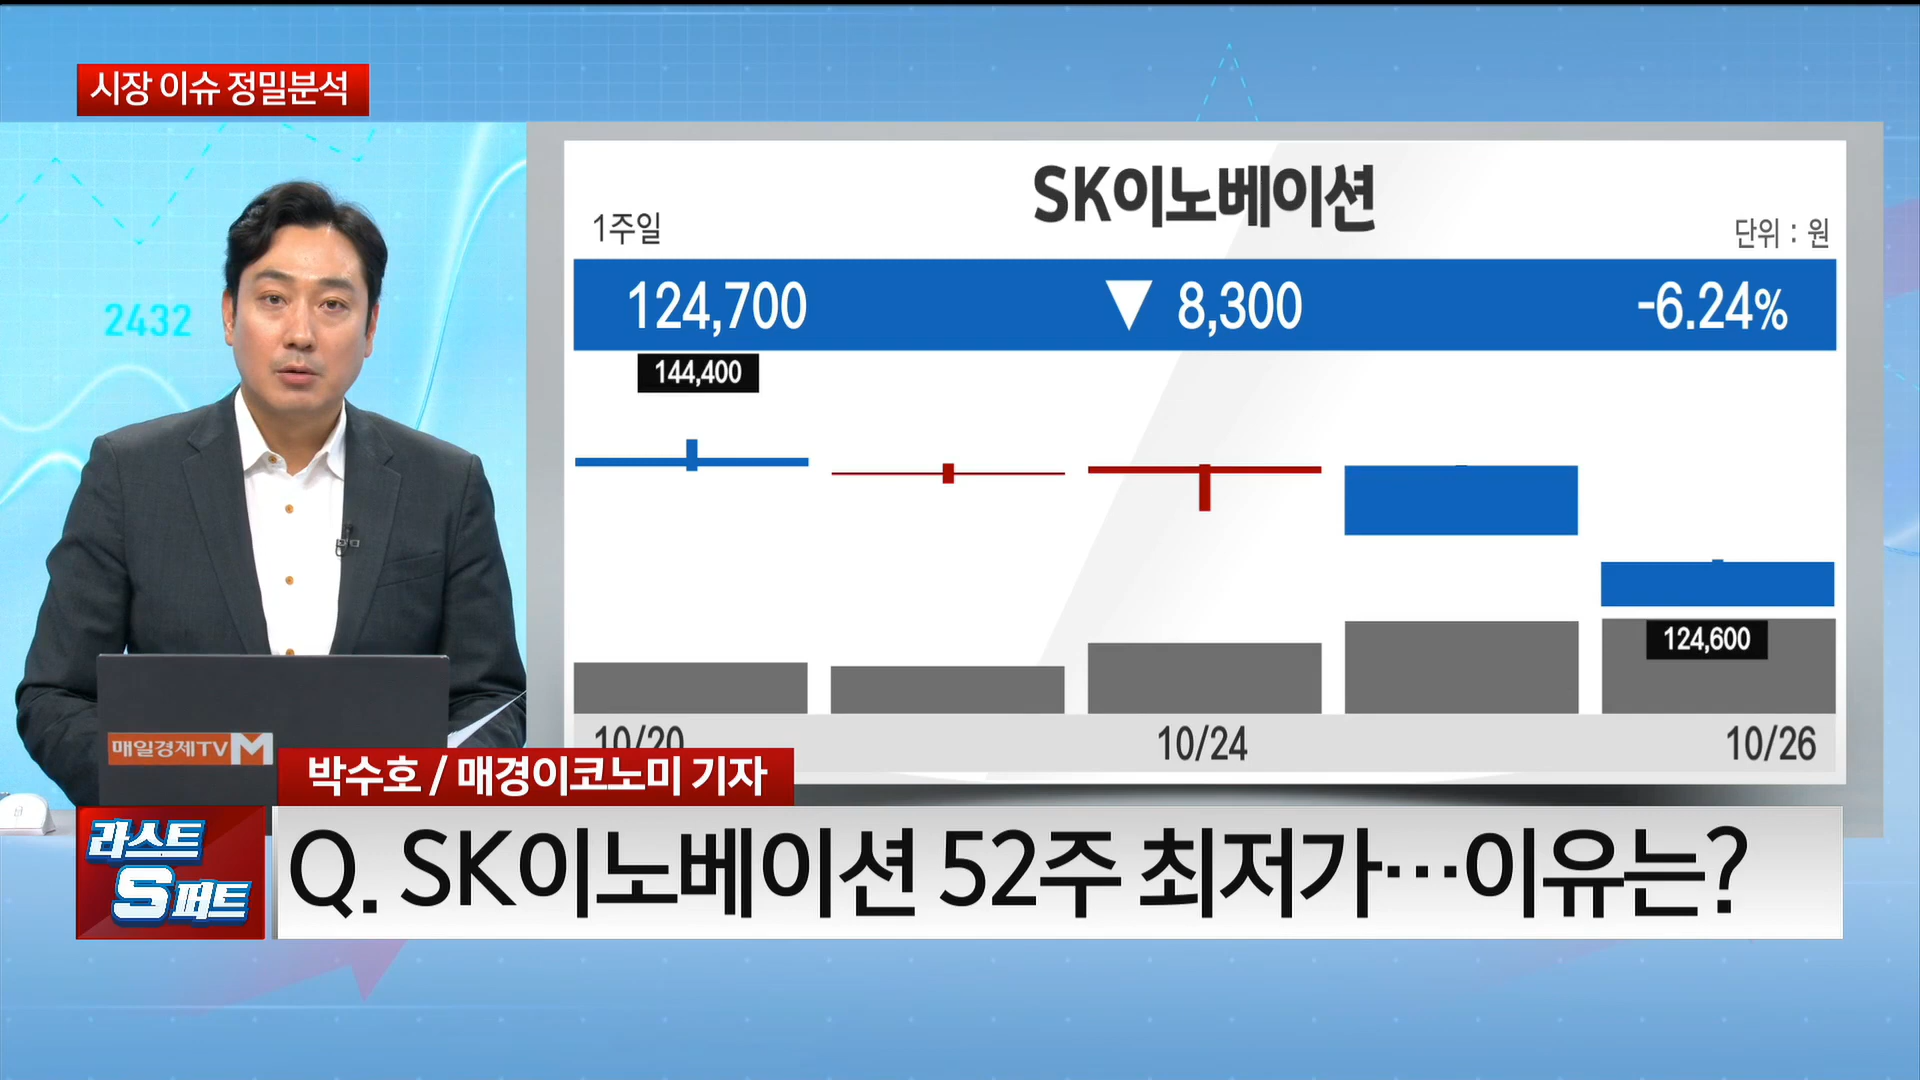 시장 이슈 정밀분석
SK이노베이션
1주일
단위 : 원
124,700 ▼ 8,300 -6.24%
144,400
2432
124,600
10/20 10/24 10/26
매일경제TV M
박수호 / 매경이코노미 기자
라스트
S퍼트
Q. SK이노베이션 52주 최저가…이유는?